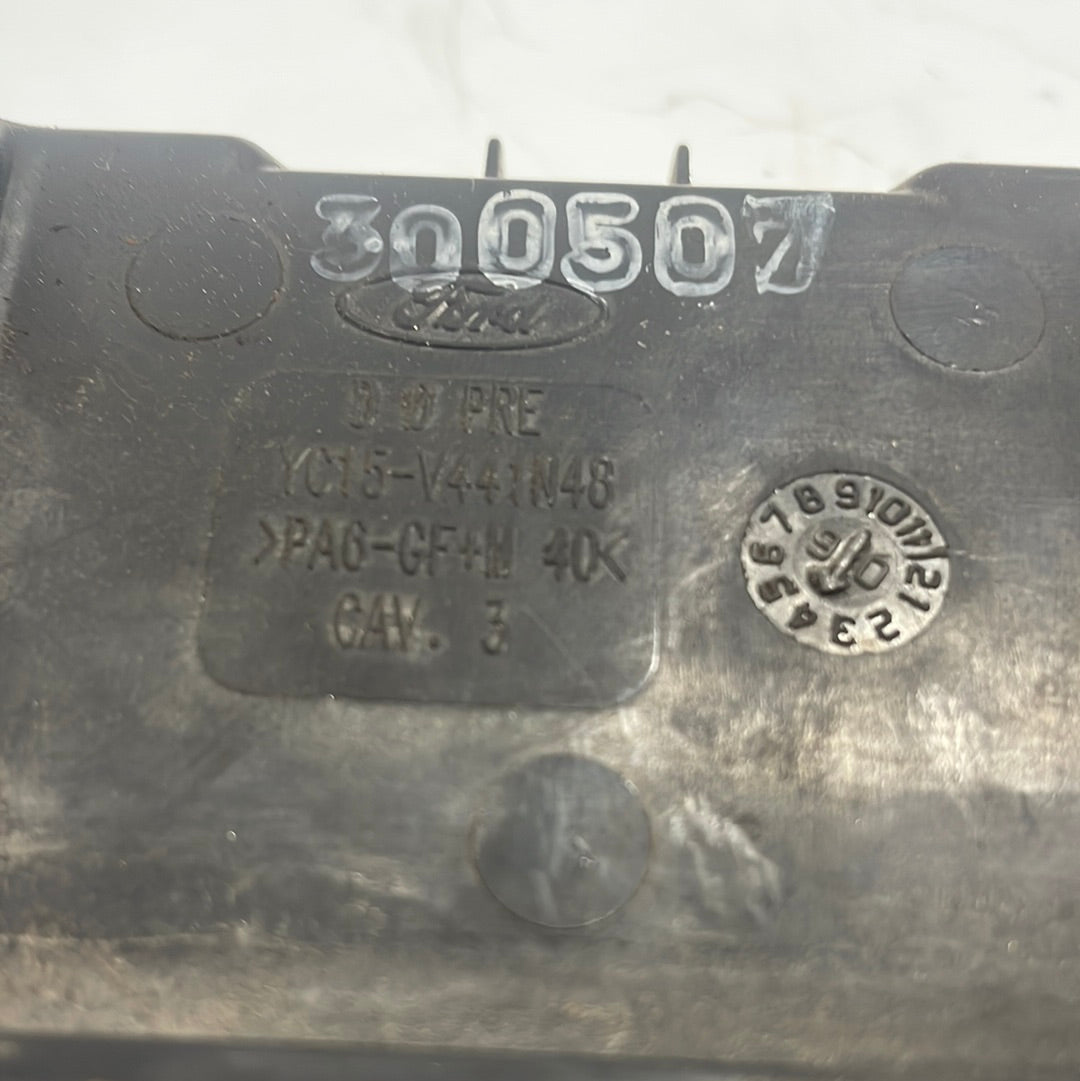 300507
Ford
D D PRE
YC15-V441N48
>PA6-GF+M 40<
CAV. 3
1 2 3 4 5 6 7 8 9 10 11 12